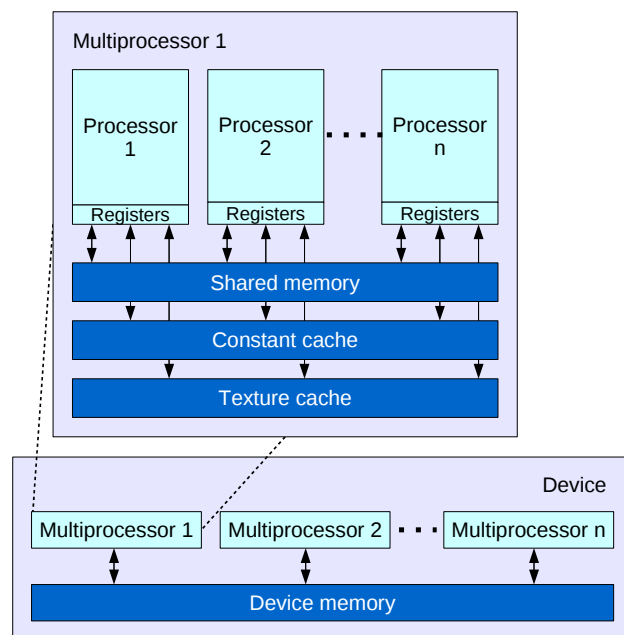 Multiprocessor 1
Processor
1
Processor
2
Processor
n
Registers
Registers
Registers
Shared memory
Constant cache
Texture cache
Device
Multiprocessor 1
Multiprocessor 2
Multiprocessor n
Device memory